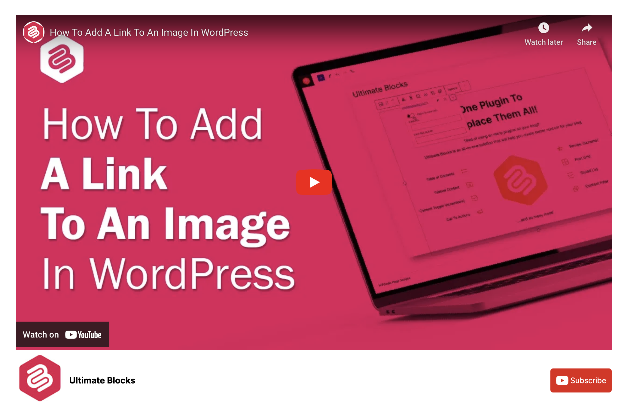 How To Add A Link To An Image In WordPress
Watch later
Share
How To Add
A Link
To An Image
In WordPress
Ultimate Blocks
One Plugin To
Replace Them All!
Watch on YouTube
Ultimate Blocks
Subscribe